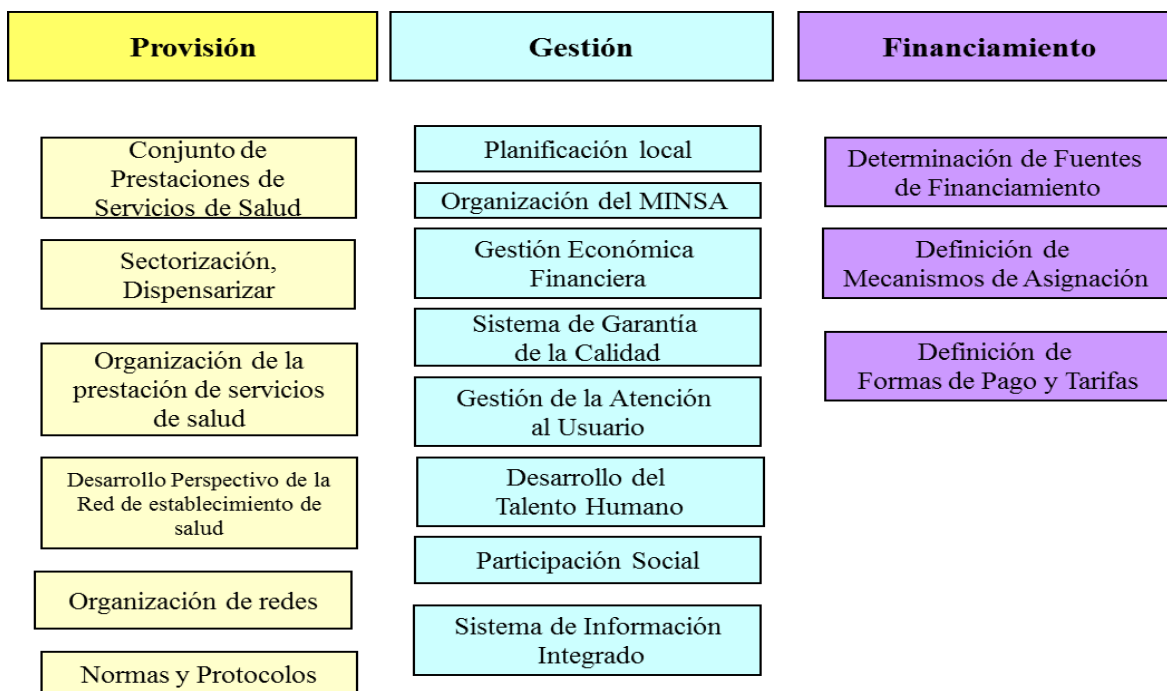 Provisión
Conjunto de
Prestaciones de
Servicios de Salud
Sectorización,
Dispensarizar
Organización de la
prestación de servicios
de salud
Desarrollo Perspectivo de la
Red de establecimiento de
salud
Organización de redes
Normas y Protocolos
Gestión
Planificación local
Organización del MINSA
Gestión Económica
Financiera
Sistema de Garantía
de la Calidad
Gestión de la Atención
al Usuario
Desarrollo del
Talento Humano
Participación Social
Sistema de Información
Integrado
Financiamiento
Determinación de Fuentes
de Financiamiento
Definición de
Mecanismos de Asignación
Definición de
Formas de Pago y Tarifas